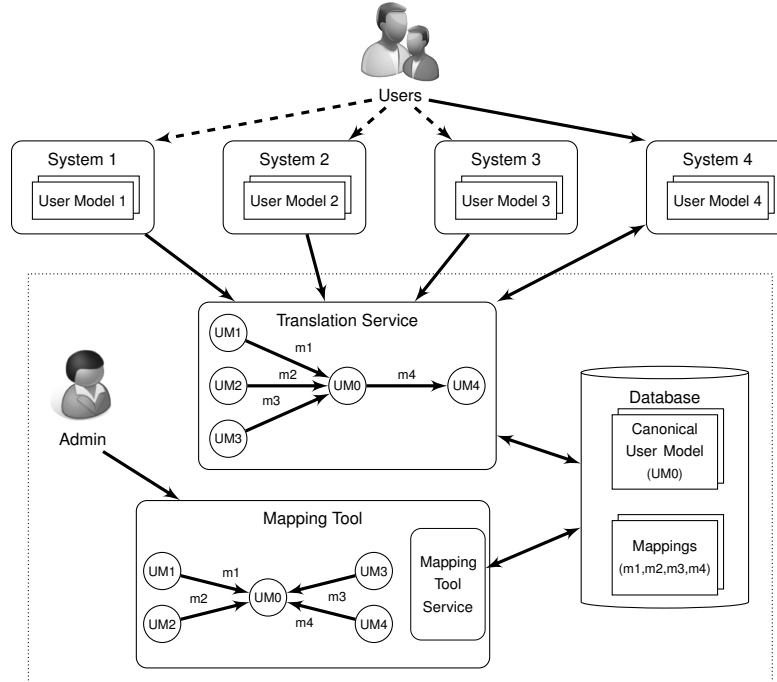 Users
System 1
User Model 1
System 2
User Model 2
System 3
User Model 3
System 4
User Model 4
Translation Service
UM1
m1
UM2
m2
UM0
m4
UM4
m3
UM3
Admin
Database
Canonical
User Model
(UM0)
Mappings
(m1,m2,m3,m4)
Mapping Tool
UM1
m1
UM3
m2
UM0
m3
UM2
m4
UM4
Mapping
Tool
Service